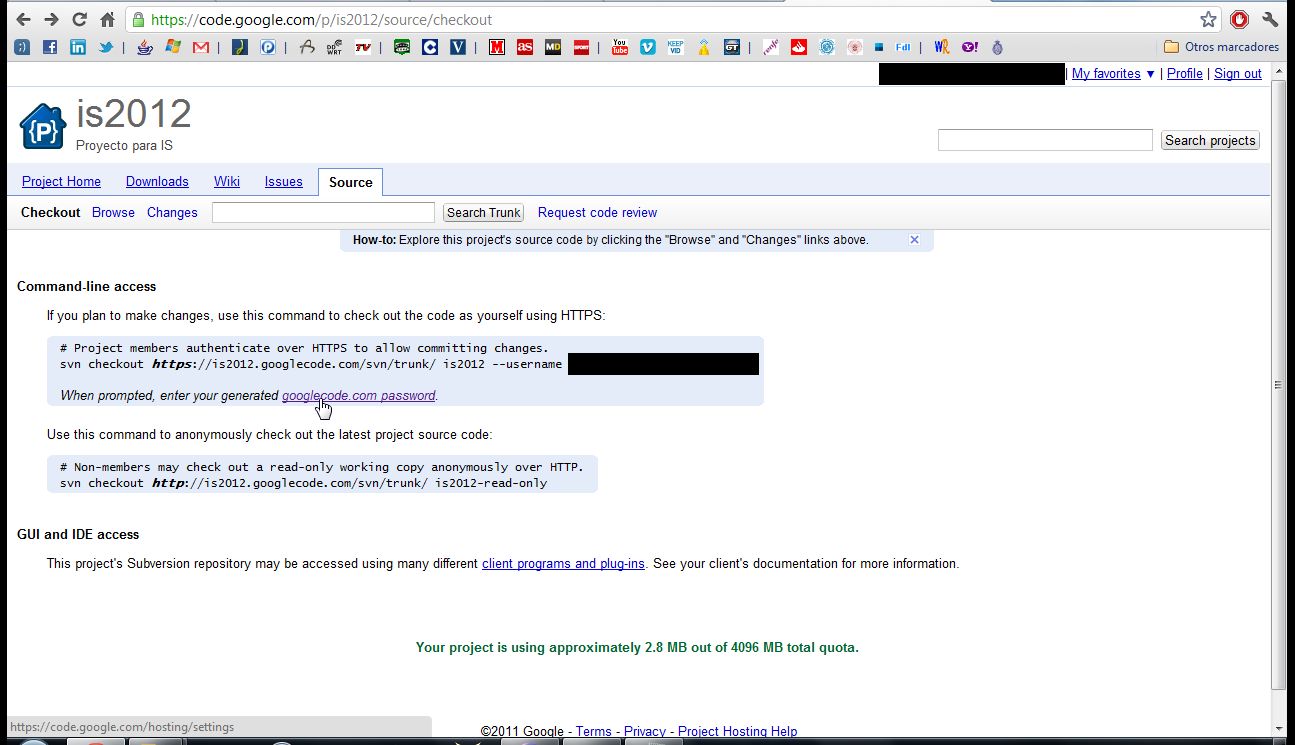 https://code.google.com/p/is2012/source/checkout
Otros marcadores
| My favorites ▼ | Profile | Sign out
is2012
Proyecto para IS
Search projects
Project Home Downloads Wiki Issues Source
Checkout Browse Changes Search Trunk Request code review
How-to: Explore this project's source code by clicking the "Browse" and "Changes" links above.
Command-line access
If you plan to make changes, use this command to check out the code as yourself using HTTPS:
# Project members authenticate over HTTPS to allow committing changes.
svn checkout https://is2012.googlecode.com/svn/trunk/ is2012 --username
When prompted, enter your generated googlecode.com password.
Use this command to anonymously check out the latest project source code:
# Non-members may check out a read-only working copy anonymously over HTTP.
svn checkout http://is2012.googlecode.com/svn/trunk/ is2012-read-only
GUI and IDE access
This project's Subversion repository may be accessed using many different client programs and plug-ins. See your client's documentation for more information.
Your project is using approximately 2.8 MB out of 4096 MB total quota.
https://code.google.com/hosting/settings
©2011 Google - Terms - Privacy - Project Hosting Help